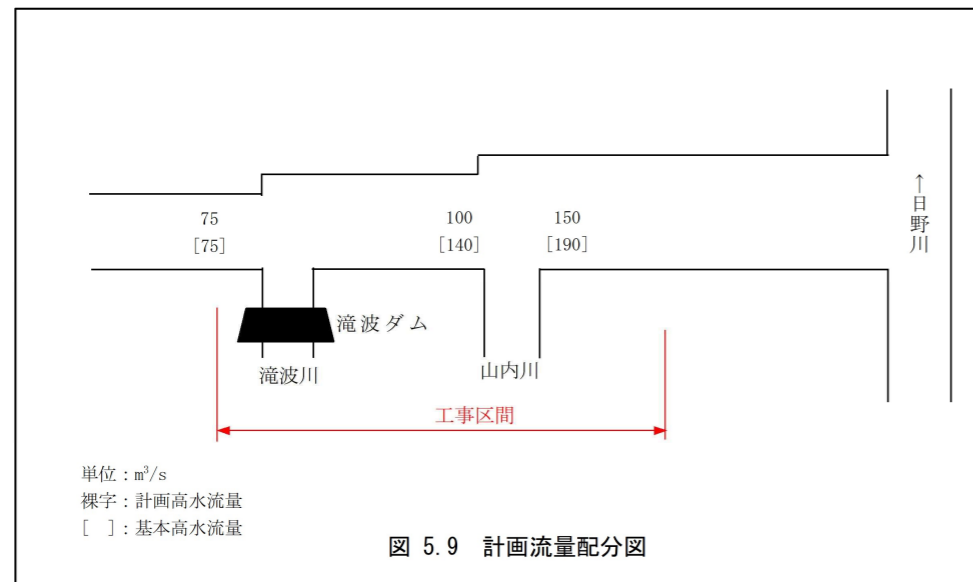 75
[75]
100
[140]
150
[190]
↑日野川
滝波ダム
滝波川
山内川
工事区間
単位：m³/s
裸字：計画高水流量
[ ]：基本高水流量
図 5.9 計画流量配分図